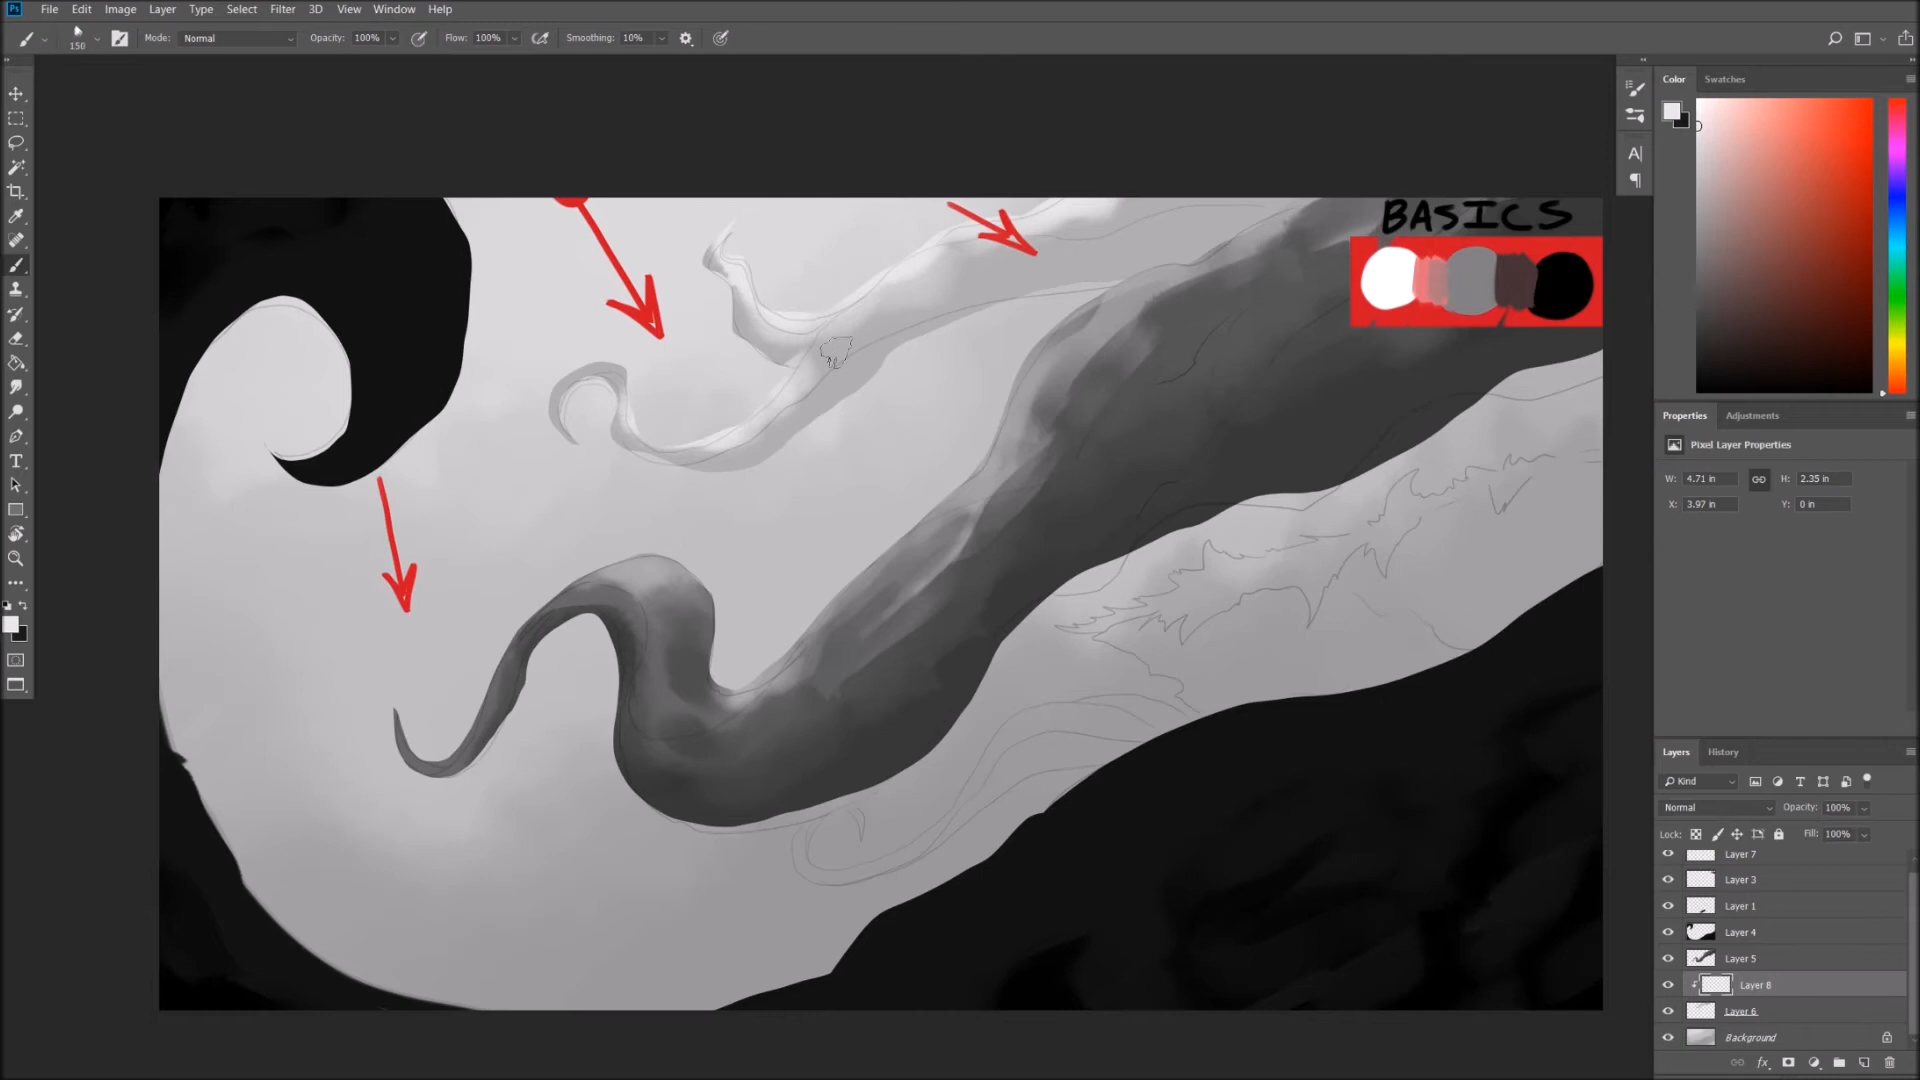 Ps File Edit Image Layer Type Select Filter 3D View Window Help
150 Mode: Normal Opacity: 100% Flow: 100% Smoothing: 10%
Color Swatches
BASICS
A|
Properties Adjustments
Pixel Layer Properties
W: 4.71 in H: 2.35 in
X: 3.97 in Y: 0 in
T
Layers History
Kind
Normal Opacity: 100%
Lock: Fill: 100%
Layer 7
Layer 3
Layer 1
Layer 4
Layer 5
Layer 8
Layer 6
Background
fx